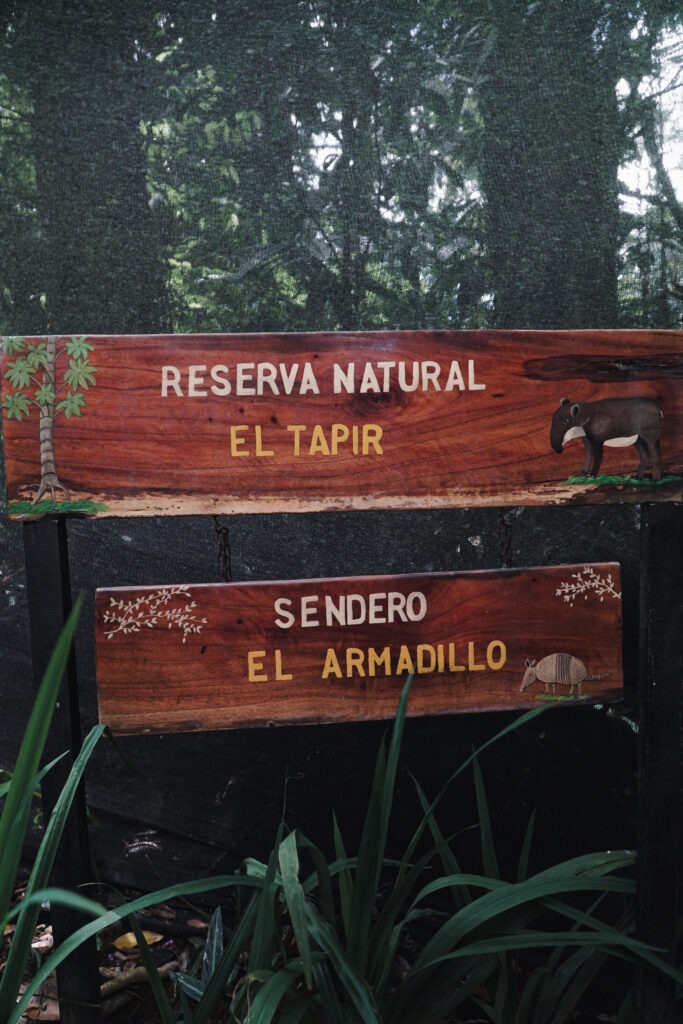 RESERVA NATURAL
EL TAPIR
SENDERO
EL ARMADILLO